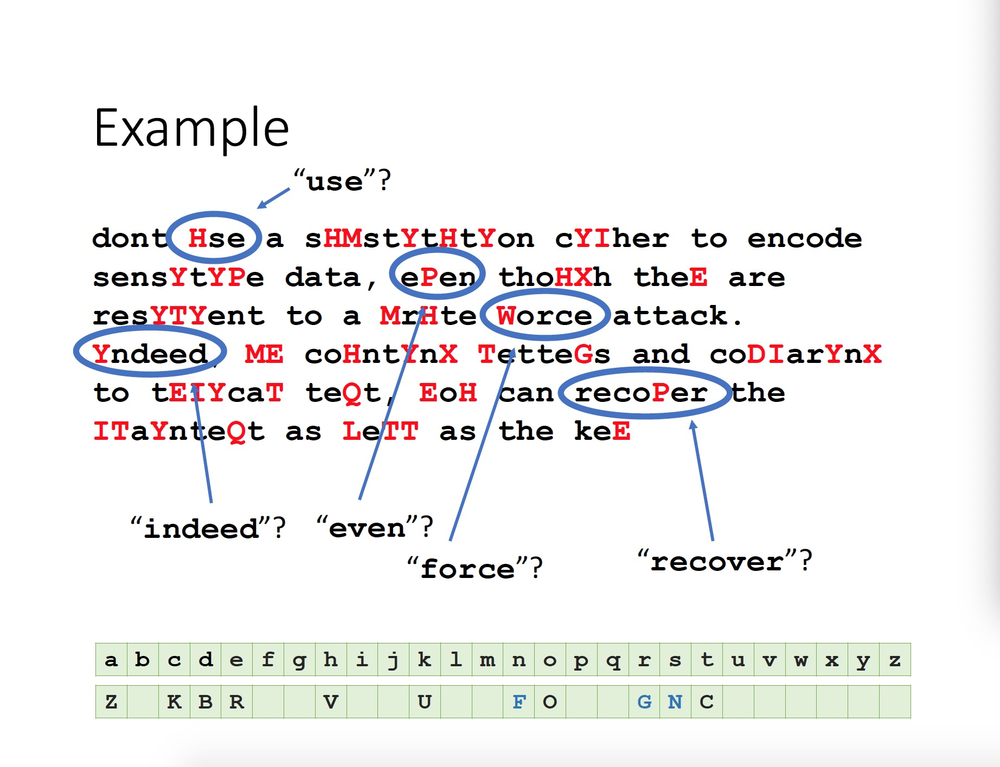 Example
“use”?
dont Hse a sHMstYtHtYon cYIher to encode
sensYtYPe data, ePen thoHXh theE are
resYTYent to a MrHte Worce attack.
Yndeed, ME coHntYnX TetteGs and coDIarYnX
to tEIYcaT teQt, EoH can recoPer the
ITaYnteQt as LeTT as the keE
“indeed”? “even”?
“force”? “recover”?
a b c d e f g h i j k l m n o p q r s t u v w x y z
Z K B R V U F O G N C